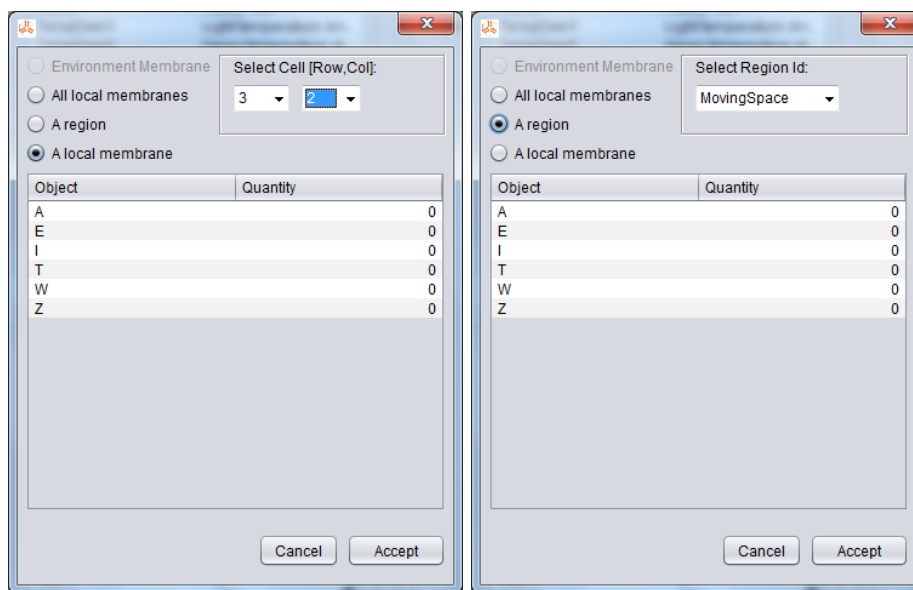 X
Environment Membrane
Select Cell [Row,Col]:
All local membranes
3
2
A region
A local membrane
Object
Quantity
A 0
E 0
I 0
T 0
W 0
Z 0
Cancel
Accept
X
Environment Membrane
Select Region Id:
All local membranes
MovingSpace
A region
A local membrane
Object
Quantity
A 0
E 0
I 0
T 0
W 0
Z 0
Cancel
Accept